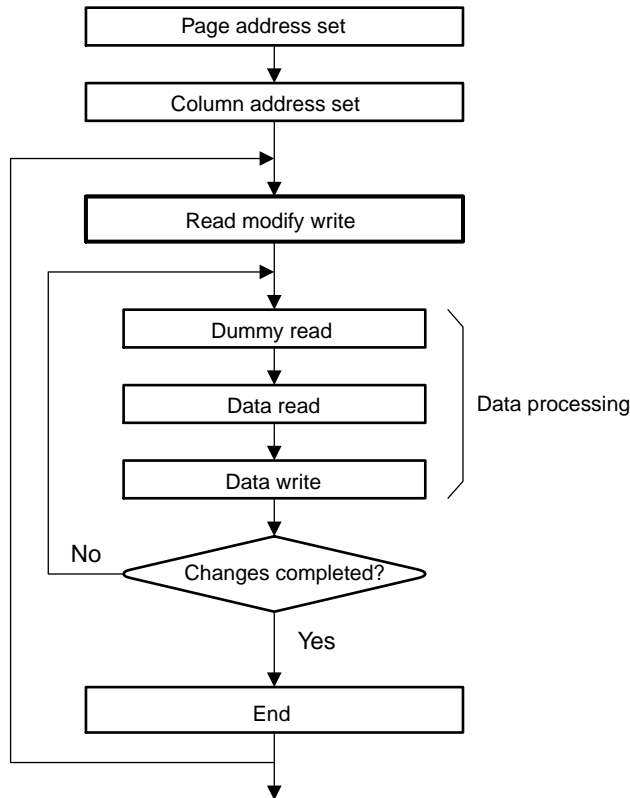 Page address set
Column address set
Read modify write
Dummy read
Data read
Data processing
Data write
No
Changes completed?
Yes
End